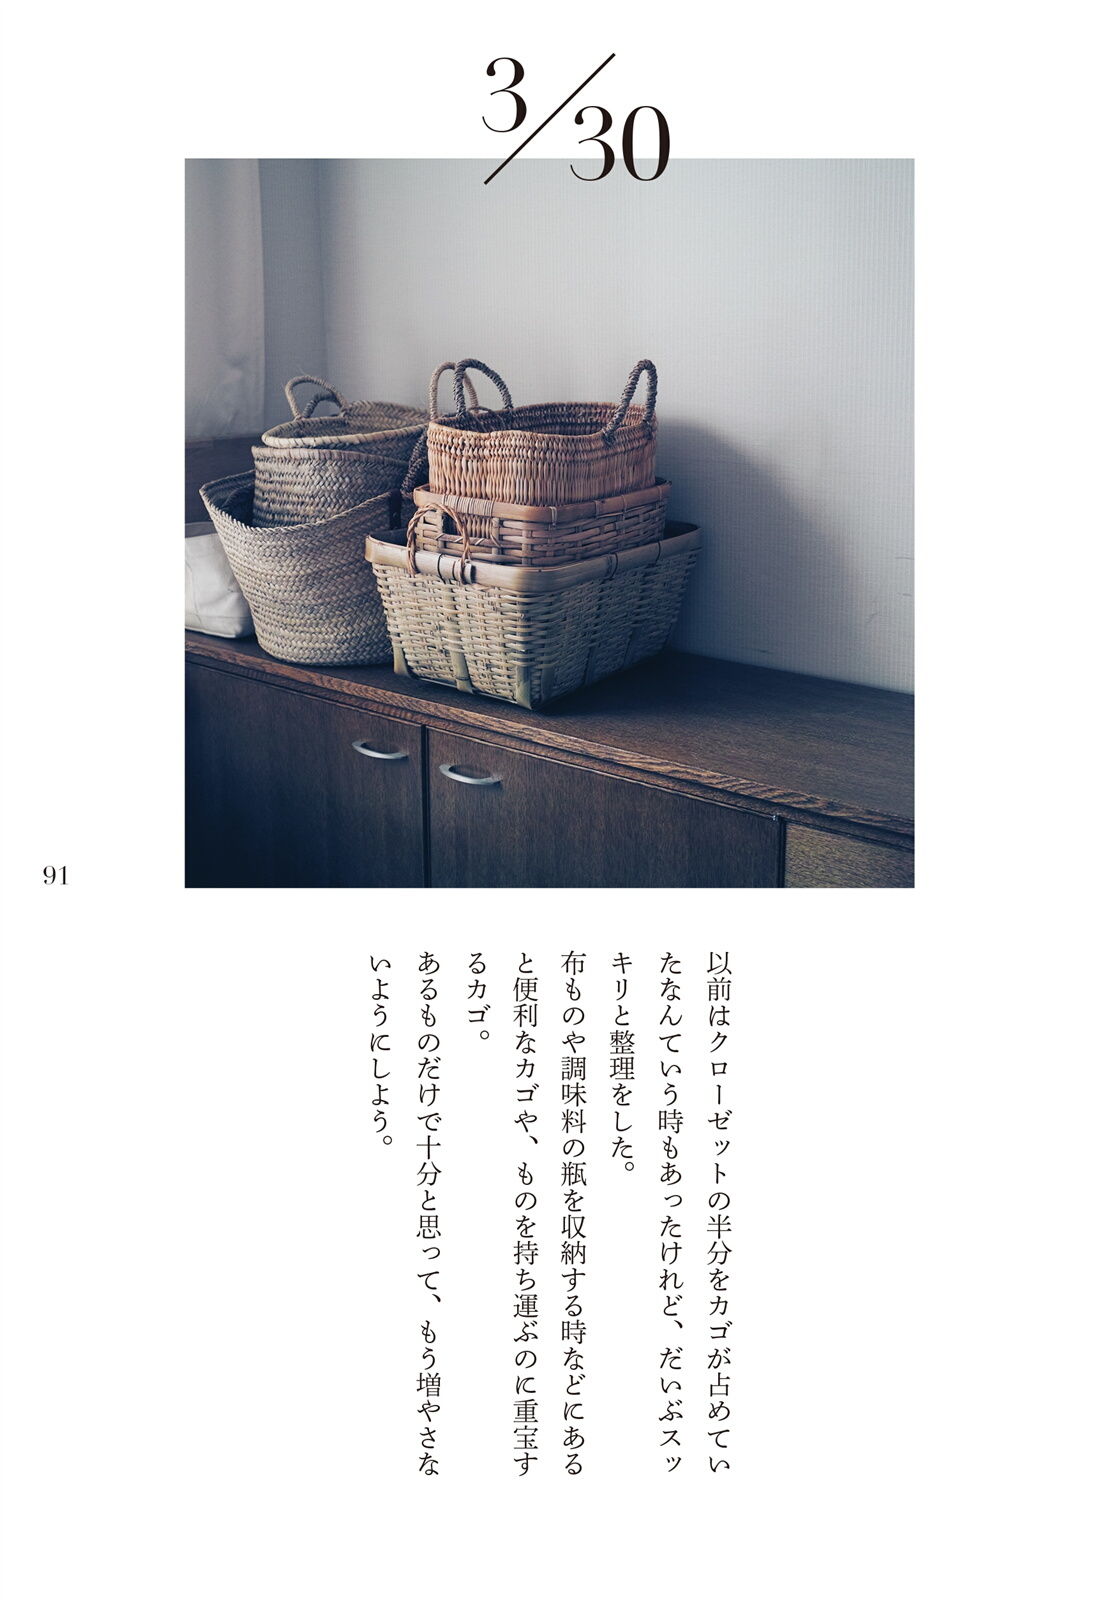 3/30
以前はクローゼットの半分をカゴが占めてい
たなんていう時もあったけれど、だいぶスッ
キリと整理をした。
布ものや調味料の瓶を収納する時などにある
と便利なカゴや、ものを持ち運ぶのに重宝す
るカゴ。
あるものだけで十分と思って、もう増やさな
いようにしよう。
91